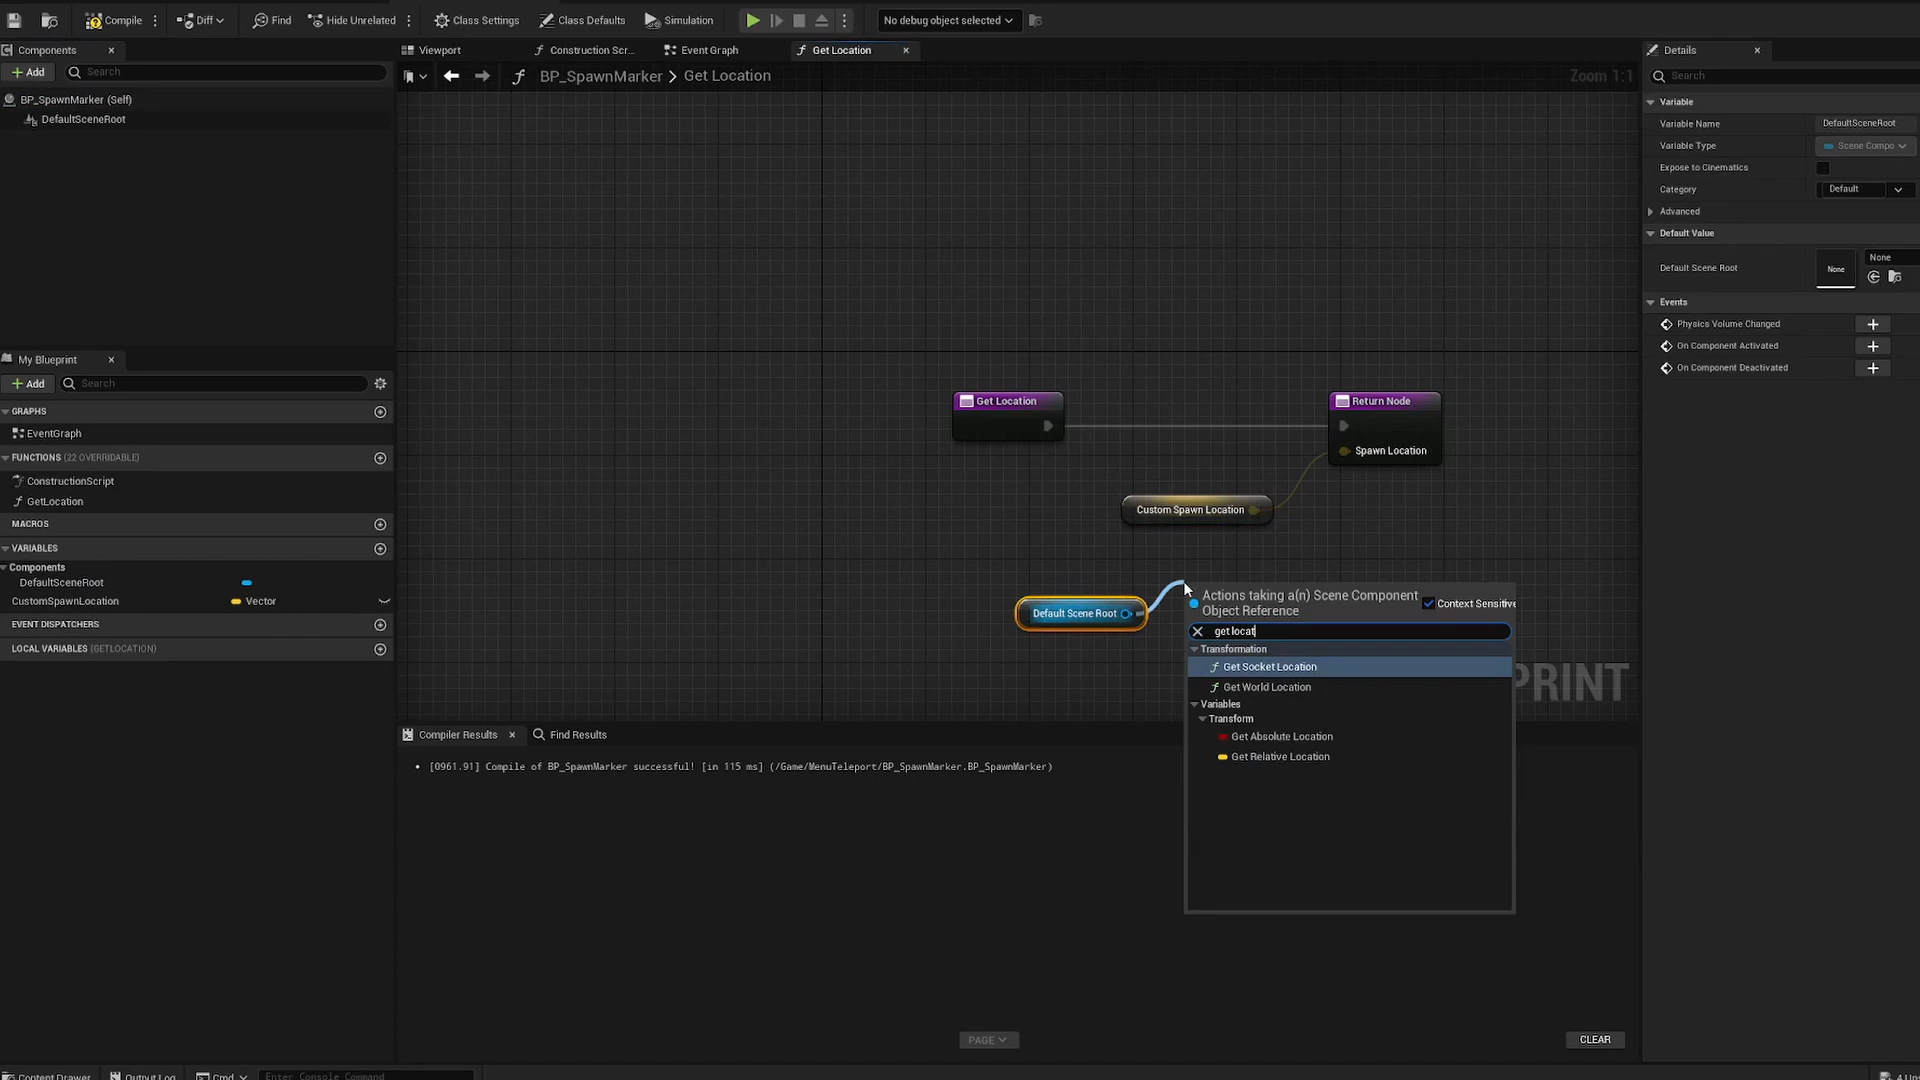 Compile
Diff
Find
Hide Unrelated
Class Settings
Class Defaults
Simulation
No debug object selected
Components
Add
Search
BP_SpawnMarker (Self)
DefaultSceneRoot
My Blueprint
Add
Search
GRAPHS
EventGraph
FUNCTIONS (22 OVERRIDABLE)
ConstructionScript
GetLocation
MACROS
VARIABLES
Components
DefaultSceneRoot
CustomSpawnLocation Vector
EVENT DISPATCHERS
LOCAL VARIABLES (GETLOCATION)
Viewport
Construction Scr...
Event Graph
Get Location
BP_SpawnMarker > Get Location
Zoom 1:1
Get Location
Return Node
Spawn Location
Custom Spawn Location
Default Scene Root
Actions taking a(n) Scene Component
Object Reference
Context Sensitive
get locat
Transformation
Get Socket Location
Get World Location
Variables
Transform
Get Absolute Location
Get Relative Location
PRINT
Compiler Results
Find Results
[0961.91] Compile of BP_SpawnMarker successful! [in 115 ms] (/Game/MenuTeleport/BP_SpawnMarker.BP_SpawnMarker)
PAGE
CLEAR
Details
Search
Variable
Variable Name DefaultSceneRoot
Variable Type Scene Compo
Expose to Cinematics
Category Default
Advanced
Default Value
Default Scene Root None None
Events
Physics Volume Changed
On Component Activated
On Component Deactivated
Content Drawer
Output Log
Cmd
Enter Console Command
4 Un